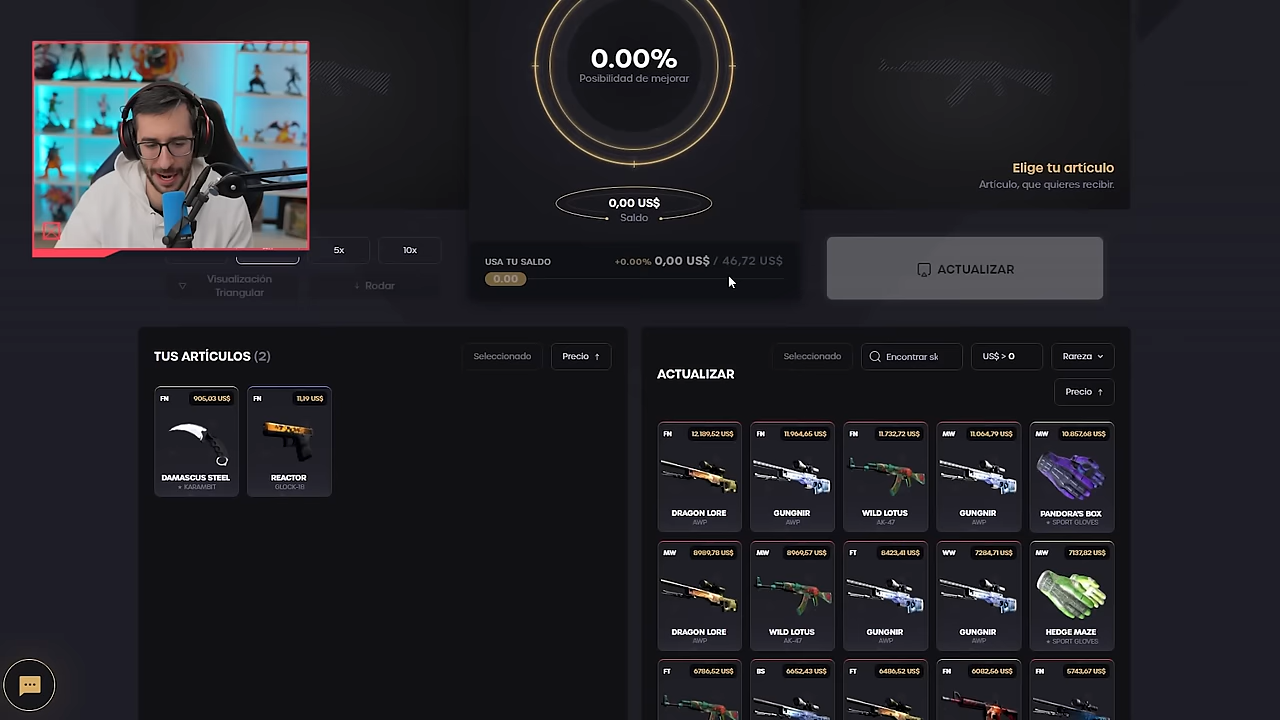 0.00%
Posibilidad de mejorar
Elige tu artículo
Artículo, que quieres recibir.
0,00 US$
Saldo
5x
10x
USA TU SALDO
+0.00% 0,00 US$ / 46,72 US$
0.00
ACTUALIZAR
Visualización
Triangular
Rodar
TUS ARTÍCULOS (2)
Seleccionado
Precio ↑
ACTUALIZAR
Seleccionado
Encontrar sk
US$ > 0
Rareza
Precio ↑
FN 905,03 US$
DAMASCUS STEEL
★ KARAMBIT
FN 11,19 US$
REACTOR
GLOCK-18
FN 12.189,52 US$
DRAGON LORE
AWP
FN 11.964,65 US$
GUNGNIR
AWP
FN 11.732,72 US$
WILD LOTUS
AK-47
MW 11.064,79 US$
GUNGNIR
AWP
MW 10.857,68 US$
PANDORA'S BOX
★ SPORT GLOVES
MW 8989,78 US$
DRAGON LORE
AWP
MW 8969,57 US$
WILD LOTUS
AK-47
FT 8423,41 US$
GUNGNIR
AWP
WW 7284,71 US$
GUNGNIR
AWP
MW 7137,82 US$
HEDGE MAZE
★ SPORT GLOVES
FT 6786,52 US$
BS 6652,43 US$
FT 6486,52 US$
FN 6082,56 US$
FN 5743,67 US$